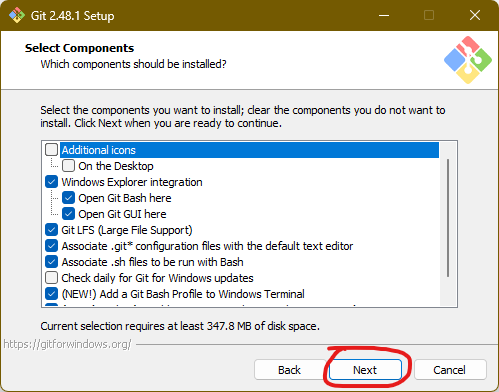 Git 2.48.1 Setup
Select Components
Which components should be installed?
Select the components you want to install; clear the components you do not want to
install. Click Next when you are ready to continue.
Additional icons
On the Desktop
Windows Explorer integration
Open Git Bash here
Open Git GUI here
Git LFS (Large File Support)
Associate .git* configuration files with the default text editor
Associate .sh files to be run with Bash
Check daily for Git for Windows updates
(NEW!) Add a Git Bash Profile to Windows Terminal
Current selection requires at least 347.8 MB of disk space.
https://gitforwindows.org/
Back
Next
Cancel